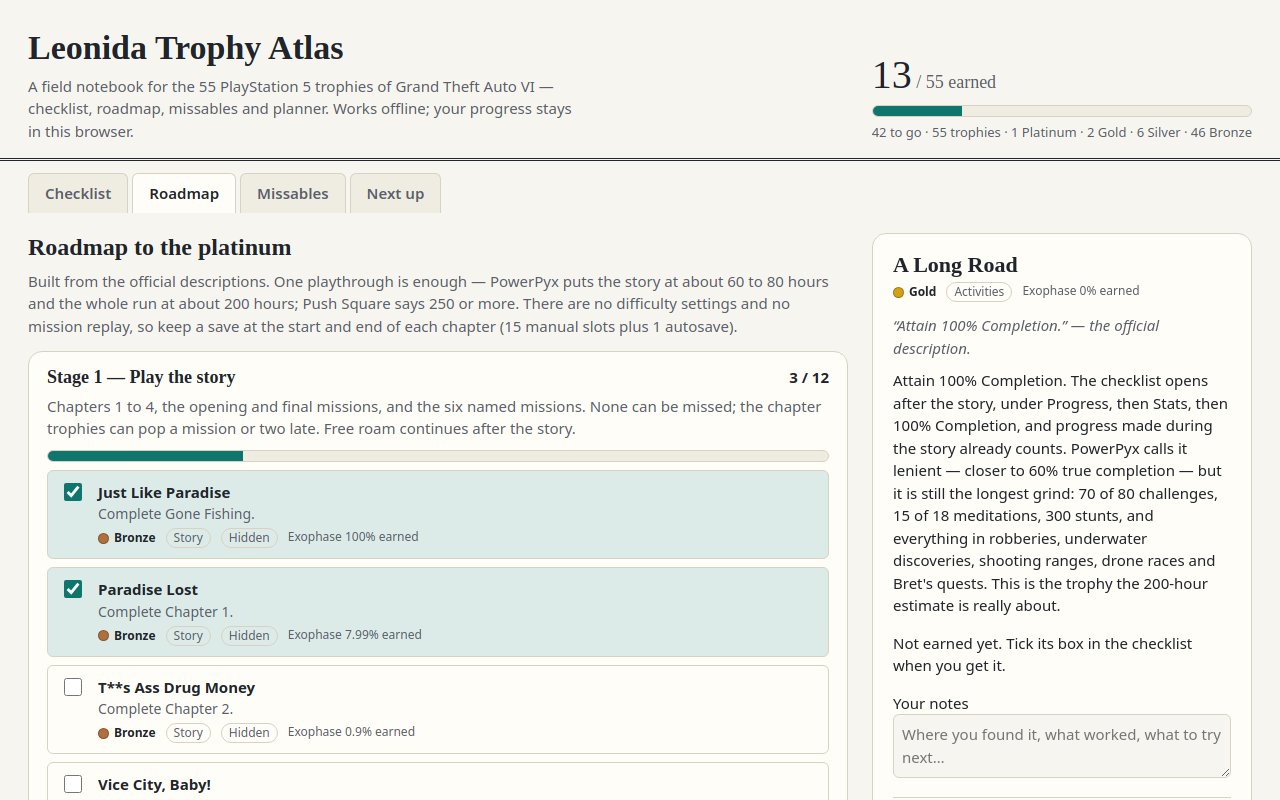 Leonida Trophy Atlas
A field notebook for the 55 PlayStation 5 trophies of Grand Theft Auto VI —
checklist, roadmap, missables and planner. Works offline; your progress stays
in this browser.
13 / 55 earned
42 to go · 55 trophies · 1 Platinum · 2 Gold · 6 Silver · 46 Bronze
Checklist
Roadmap
Missables
Next up
Roadmap to the platinum
Built from the official descriptions. One playthrough is enough — PowerPyx puts the story at about 60 to 80 hours
and the whole run at about 200 hours; Push Square says 250 or more. There are no difficulty settings and no
mission replay, so keep a save at the start and end of each chapter (15 manual slots plus 1 autosave).
Stage 1 — Play the story
3 / 12
Chapters 1 to 4, the opening and final missions, and the six named missions. None can be missed; the chapter
trophies can pop a mission or two late. Free roam continues after the story.
Just Like Paradise
Complete Gone Fishing.
Bronze Story Hidden Exophase 100% earned
Paradise Lost
Complete Chapter 1.
Bronze Story Hidden Exophase 7.99% earned
T**s Ass Drug Money
Complete Chapter 2.
Bronze Story Hidden Exophase 0.9% earned
Vice City, Baby!
A Long Road
Gold Activities Exophase 0% earned
“Attain 100% Completion.” — the official
description.
Attain 100% Completion. The checklist opens
after the story, under Progress, then Stats, then
100% Completion, and progress made during
the story already counts. PowerPyx calls it
lenient — closer to 60% true completion — but
it is still the longest grind: 70 of 80 challenges,
15 of 18 meditations, 300 stunts, and
everything in robberies, underwater
discoveries, shooting ranges, drone races and
Bret's quests. This is the trophy the 200-hour
estimate is really about.
Not earned yet. Tick its box in the checklist
when you get it.
Your notes
Where you found it, what worked, what to try
next…